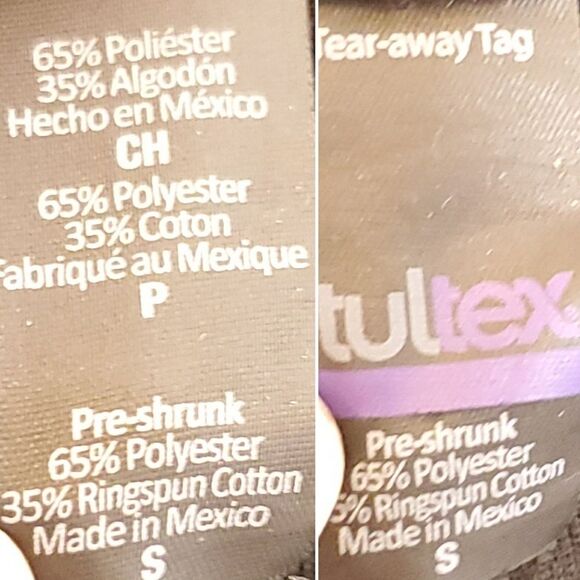 65% Poliéster
35% Algodón
Hecho en México
CH
65% Polyester
35% Coton
Fabriqué au Mexique
P
Pre-shrunk
65% Polyester
35% Ringspun Cotton
Made in Mexico
S
Tear-away Tag
tultex
Pre-shrunk
65% Polyester
5% Ringspun Cotton
Made in Mexico
S